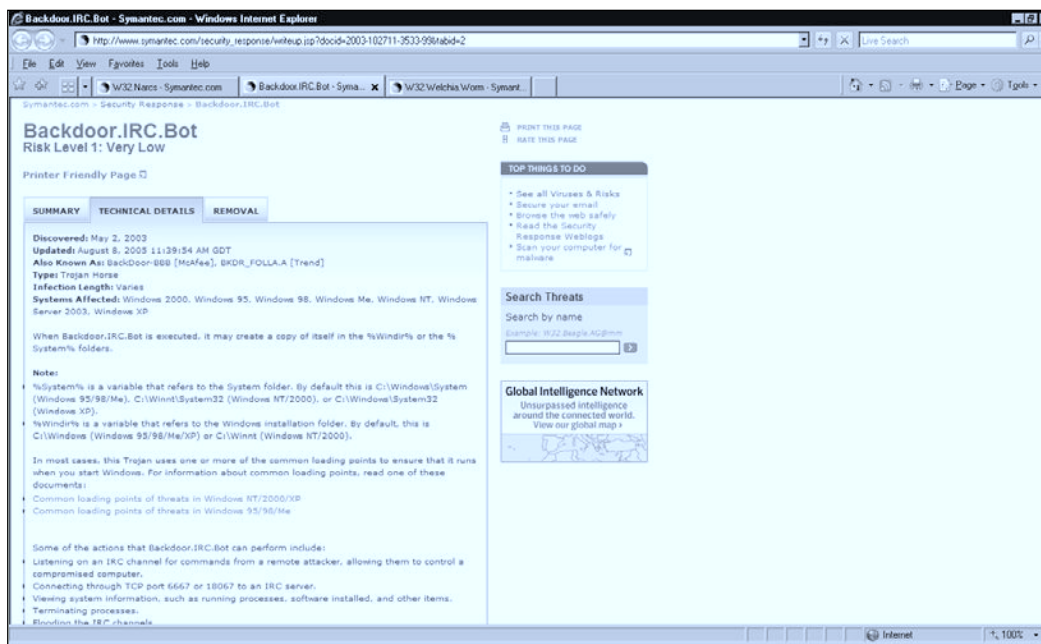 Backdoor.IRC.Bot - Symantec.com - Windows Internet Explorer
http://www.symantec.com/security_response/writeup.jsp?docid=2003-102711-3533-99&tabid=2
Live Search
File Edit View Favorites Tools Help
W32.Narcs - Symantec.com
Backdoor.IRC.Bot - Syma...
W32.Welchia.Worm - Symant...
Page
Tools
Symantec.com > Security Response > Backdoor.IRC.Bot
Backdoor.IRC.Bot
Risk Level 1: Very Low
Printer Friendly Page
SUMMARY TECHNICAL DETAILS REMOVAL
Discovered: May 2, 2003
Updated: August 8, 2005 11:39:54 AM GDT
Also Known As: BackDoor-BBB [McAfee], BKDR_FOLLA.A [Trend]
Type: Trojan Horse
Infection Length: Varies
Systems Affected: Windows 2000, Windows 95, Windows 98, Windows Me, Windows NT, Windows
Server 2003, Windows XP
When Backdoor.IRC.Bot is executed, it may create a copy of itself in the %Windir% or the %
System% folders.
Note:
%System% is a variable that refers to the System folder. By default this is C:\Windows\System
(Windows 95/98/Me), C:\Winnt\System32 (Windows NT/2000), or C:\Windows\System32
(Windows XP).
%Windir% is a variable that refers to the Windows installation folder. By default, this is
C:\Windows (Windows 95/98/Me/XP) or C:\Winnt (Windows NT/2000).
In most cases, this Trojan uses one or more of the common loading points to ensure that it runs
when you start Windows. For information about common loading points, read one of these
documents:
Common loading points of threats in Windows NT/2000/XP
Common loading points of threats in Windows 95/98/Me
Some of the actions that Backdoor.IRC.Bot can perform include:
Listening on an IRC channel for commands from a remote attacker, allowing them to control a
compromised computer.
Connecting through TCP port 6667 or 18067 to an IRC server.
Viewing system information, such as running processes, software installed, and other items.
Terminating processes.
Flooding the IRC channels
PRINT THIS PAGE
RATE THIS PAGE
TOP THINGS TO DO
See all Viruses & Risks
Secure your email
Browse the web safely
Read the Security
Response Weblogs
Scan your computer for
malware
Search Threats
Search by name
Example: W32.Beagle.AG@mm
Global Intelligence Network
Unsurpassed intelligence
around the connected world.
View our global map >
Internet
100%